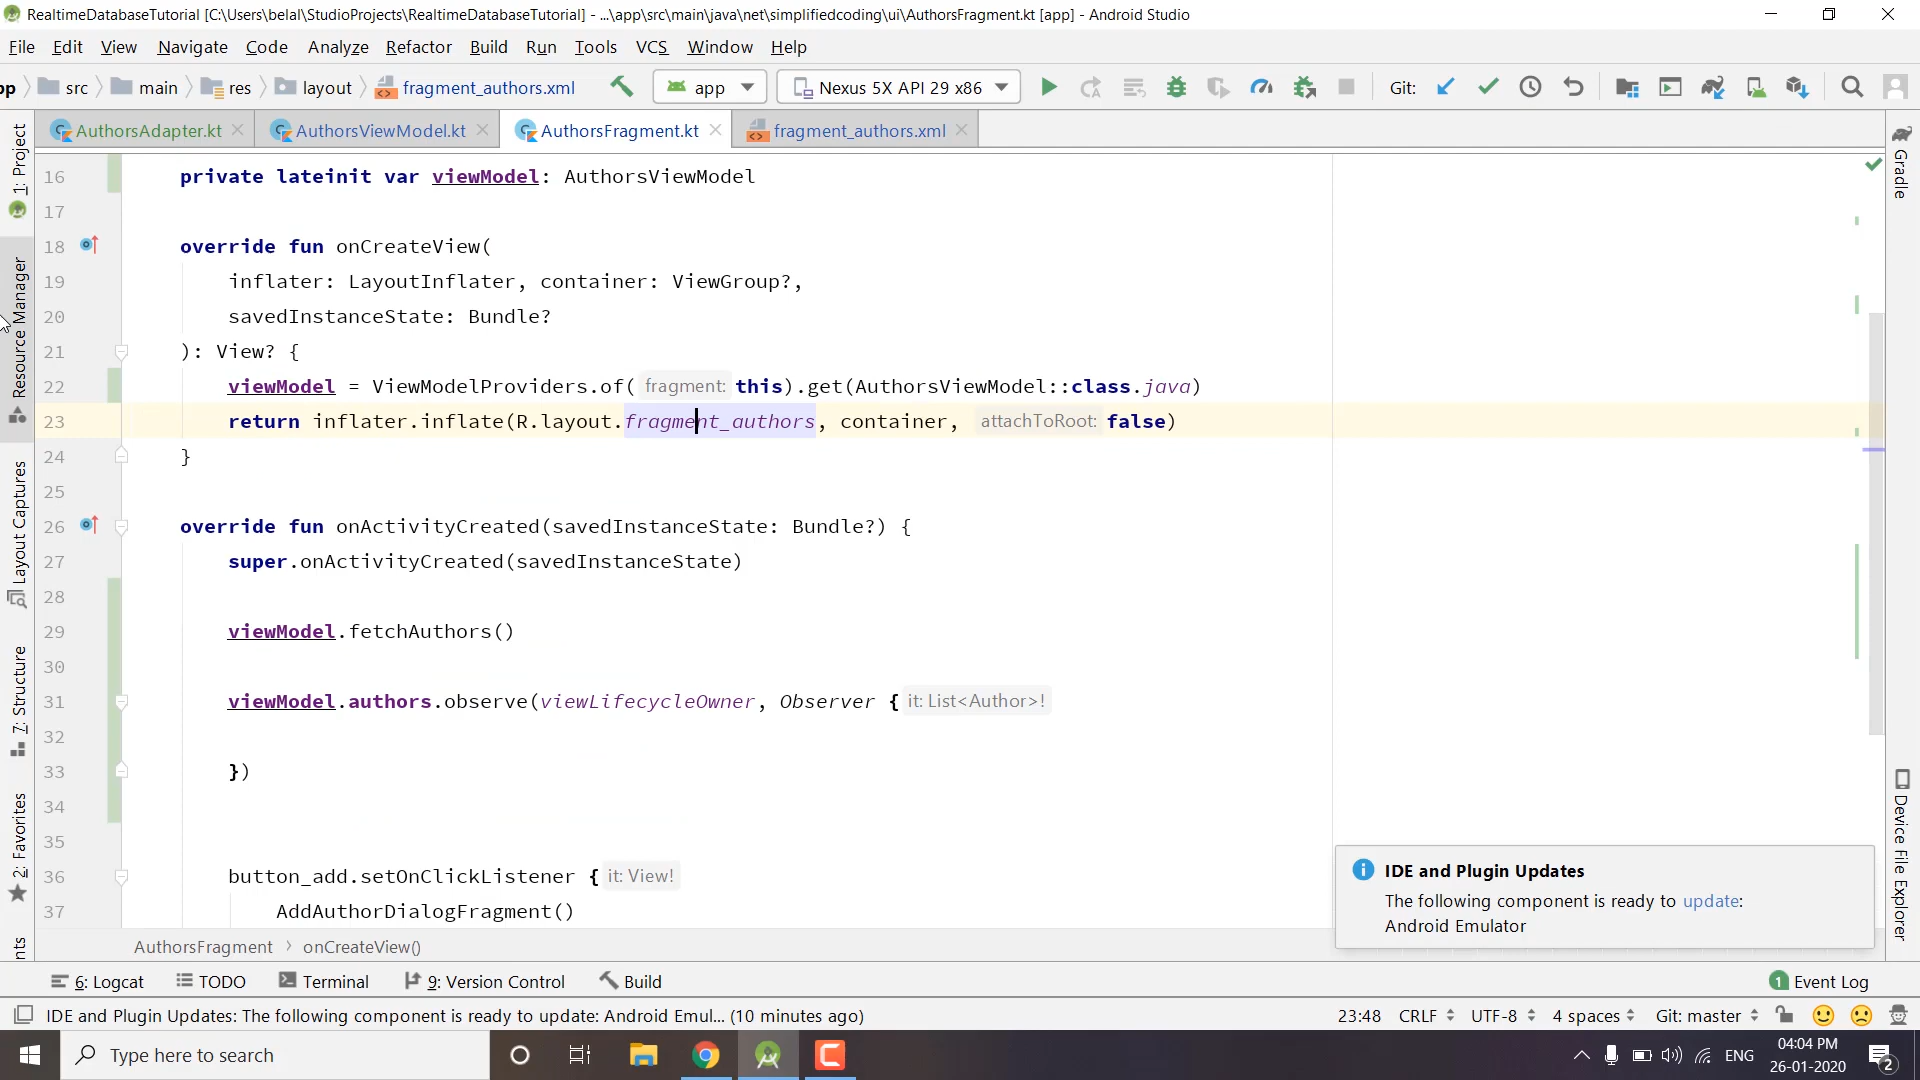 RealtimeDatabaseTutorial [C:\Users\belal\StudioProjects\RealtimeDatabaseTutorial] - ...\app\src\main\java\net\simplifiedcoding\ui\AuthorsFragment.kt [app] - Android Studio
File Edit View Navigate Code Analyze Refactor Build Run Tools VCS Window Help
pp src main res layout fragment_authors.xml app Nexus 5X API 29 x86 Git:
AuthorsAdapter.kt AuthorsViewModel.kt AuthorsFragment.kt fragment_authors.xml
1: Project
Resource Manager
Layout Captures
7: Structure
2: Favorites
nts
16 private lateinit var viewModel: AuthorsViewModel
17
18 override fun onCreateView(
19 inflater: LayoutInflater, container: ViewGroup?,
20 savedInstanceState: Bundle?
21 ): View? {
22 viewModel = ViewModelProviders.of( fragment: this).get(AuthorsViewModel::class.java)
23 return inflater.inflate(R.layout.fragment_authors, container, attachToRoot: false)
24 }
25
26 override fun onActivityCreated(savedInstanceState: Bundle?) {
27 super.onActivityCreated(savedInstanceState)
28
29 viewModel.fetchAuthors()
30
31 viewModel.authors.observe(viewLifecycleOwner, Observer { it: List<Author>!
32
33 })
34
35
36 button_add.setOnClickListener { it: View!
37 AddAuthorDialogFragment()
Gradle
Device File Explorer
IDE and Plugin Updates
The following component is ready to update:
Android Emulator
AuthorsFragment › onCreateView()
6: Logcat TODO Terminal 9: Version Control Build 1 Event Log
IDE and Plugin Updates: The following component is ready to update: Android Emul... (10 minutes ago) 23:48 CRLF UTF-8 4 spaces Git: master
Type here to search ENG 04:04 PM
26-01-2020 2